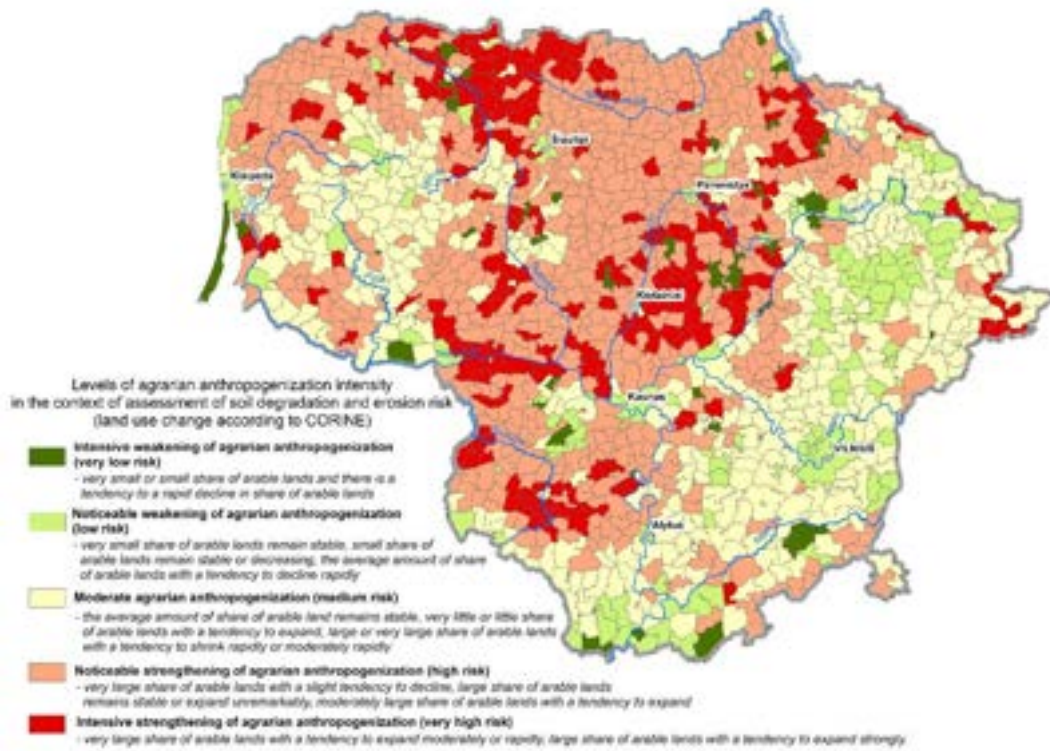 Šiauliai
Klaipėda
Panevėžys
Kėdainiai
Kaunas
VILNIUS
Alytus
Levels of agrarian anthropogenization intensity
in the context of assessment of soil degradation and erosion risk
(land use change according to CORINE)
Intensive weakening of agrarian anthropogenization
(very low risk)
- very small or small share of arable lands and there is a
tendency to a rapid decline in share of arable lands
Noticeable weakening of agrarian anthropogenization
(low risk)
- very small share of arable lands remain stable, small share of
arable lands remain stable or decreasing, the average amount of share
of arable lands with a tendency to decline rapidly
Moderate agrarian anthropogenization (medium risk)
- the average amount of share of arable land remains stable, very little or little share
of arable lands with a tendency to expand, large or very large share of arable lands
with a tendency to shrink rapidly or moderately rapidly
Noticeable strengthening of agrarian anthropogenization (high risk)
- very large share of arable lands with a slight tendency to decline, large share of arable lands
remains stable or expand unremarkably, moderately large share of arable lands with a tendency to expand
Intensive strengthening of agrarian anthropogenization (very high risk)
- very large share of arable lands with a tendency to expand moderately or rapidly, large share of arable lands with a tendency to expand strongly